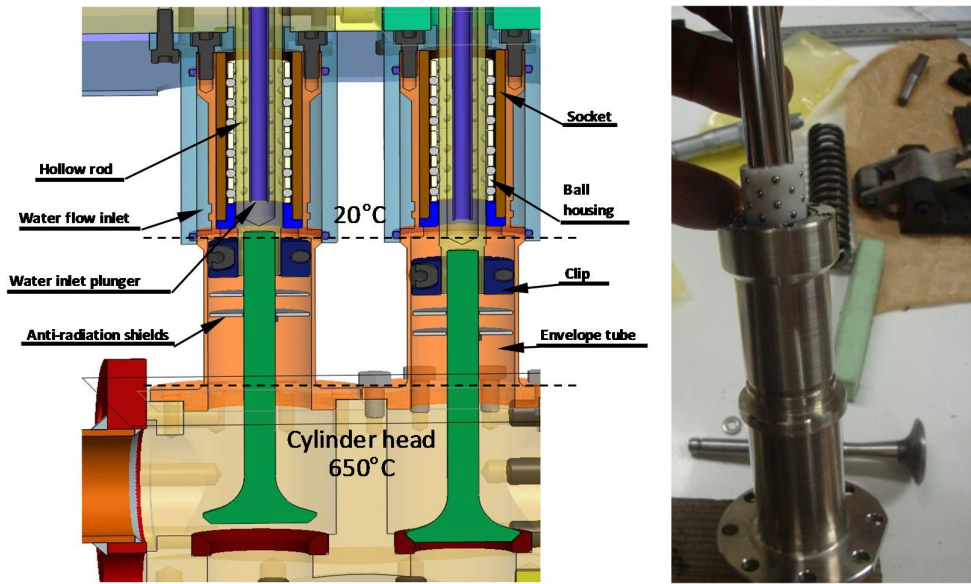 Hollow rod
Water flow inlet
Water inlet plunger
Anti-radiation shields
20°C
Socket
Ball
housing
Clip
Envelope tube
Cylinder head
650°C